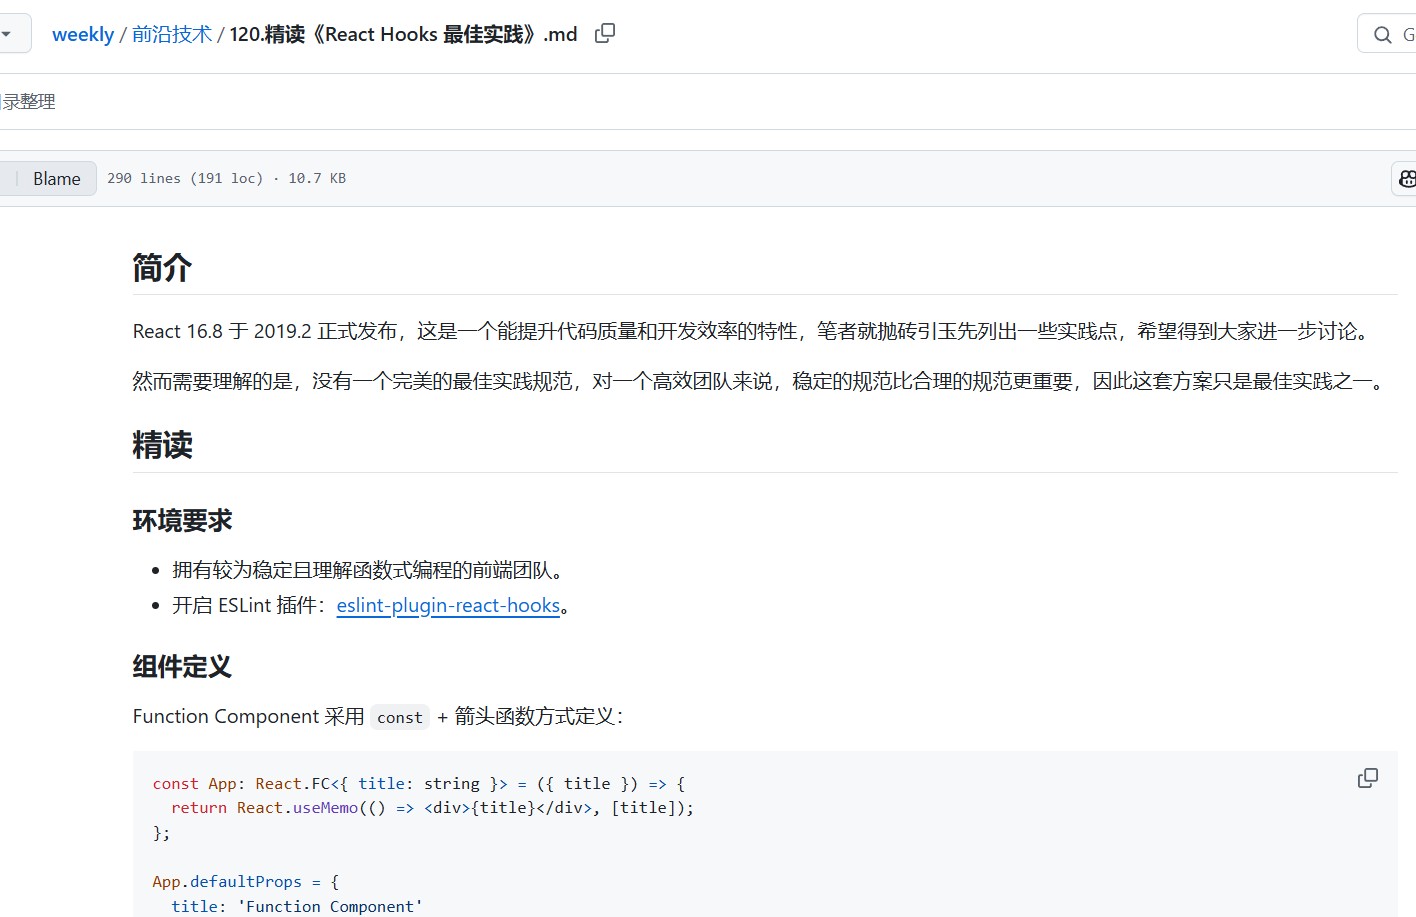 weekly / 前沿技术 / 120.精读《React Hooks 最佳实践》.md
录整理
Blame 290 lines (191 loc) · 10.7 KB
简介
React 16.8 于 2019.2 正式发布，这是一个能提升代码质量和开发效率的特性，笔者就抛砖引玉先列出一些实践点，希望得到大家进一步讨论。
然而需要理解的是，没有一个完美的最佳实践规范，对一个高效团队来说，稳定的规范比合理的规范更重要，因此这套方案只是最佳实践之一。
精读
环境要求
• 拥有较为稳定且理解函数式编程的前端团队。
• 开启 ESLint 插件：eslint-plugin-react-hooks。
组件定义
Function Component 采用 const + 箭头函数方式定义：
const App: React.FC<{ title: string }> = ({ title }) => {
  return React.useMemo(() => <div>{title}</div>, [title]);
};
App.defaultProps = {
  title: 'Function Component'